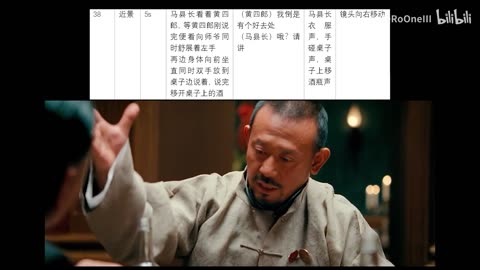 38
近景
5s
马县长看着黄四
郎，等黄四郎刚说
完便看向师爷同
时舒展着左手
再边身体向前坐
直同时双手放到
桌子边说着，说完
移开桌子上的酒
（黄四郎）我倒是
有个好去处
（马县长）哦？请
讲
马县长
衣服
声，手
碰桌子
声，桌
子上移
酒瓶声
镜头向右移动
RoOneIII
bilibili